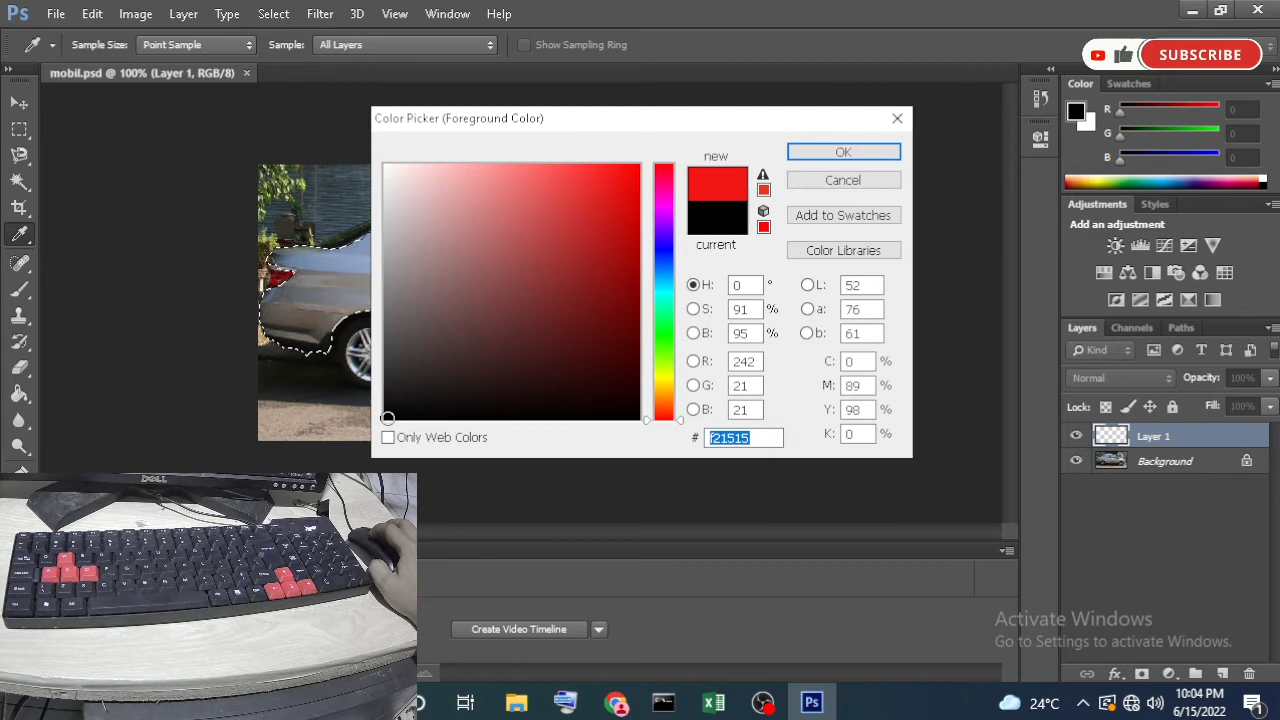 Ps File Edit Image Layer Type Select Filter 3D View Window Help
Sample Size: Point Sample Sample: All Layers Show Sampling Ring
SUBSCRIBE
mobil.psd @ 100% (Layer 1, RGB/8) ×
Color Picker (Foreground Color)
new
current
OK
Cancel
Add to Swatches
Color Libraries
H: 0 °
S: 91 %
B: 95 %
R: 242
G: 21
B: 21
L: 52
a: 76
b: 61
C: 0 %
M: 89 %
Y: 98 %
K: 0 %
Only Web Colors
# f21515
Color Swatches
R 0
G 0
B 0
Adjustments Styles
Add an adjustment
Layers Channels Paths
Kind
Normal Opacity: 100%
Lock: Fill: 100%
Layer 1
Background
DELL
Create Video Timeline
Activate Windows
Go to Settings to activate Windows.
24°C
10:04 PM
6/15/2022
1